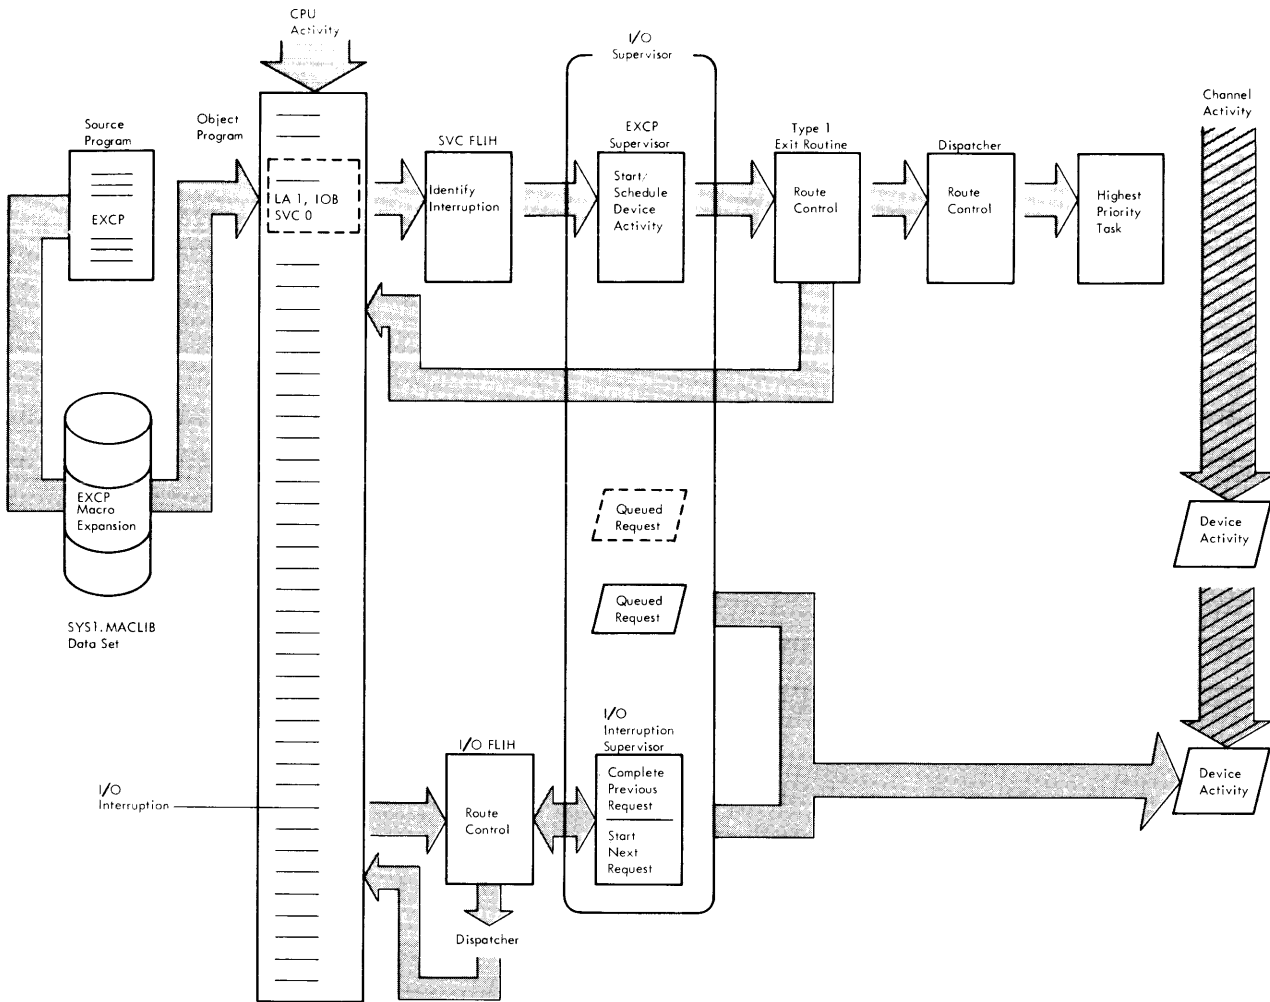 CPU
Activity
I/O
Supervisor
Source
Program
EXCP
Object
Program
LA 1, IOB
SVC 0
SVC FLIH
Identify
Interruption
EXCP
Supervisor
Start/
Schedule
Device
Activity
Type 1
Exit Routine
Route
Control
Dispatcher
Route
Control
Highest
Priority
Task
Channel
Activity
EXCP
Macro
Expansion
SYS1.MACLIB
Data Set
Queued
Request
Queued
Request
Device
Activity
I/O
Interruption
I/O FLIH
Route
Control
Dispatcher
I/O
Interruption
Supervisor
Complete
Previous
Request
Start
Next
Request
Device
Activity